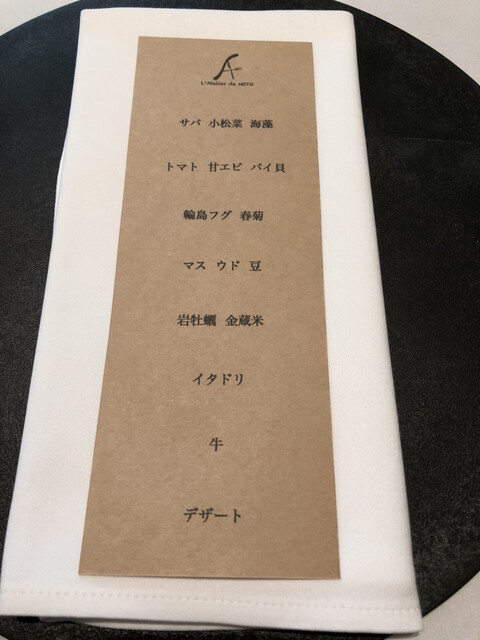 L'Atelier de NOTO
サバ 小松菜 海藻
トマト 甘エビ バイ貝
輪島フグ 春菊
マス ウド 豆
岩牡蠣 金蔵米
イタドリ
牛
デザート